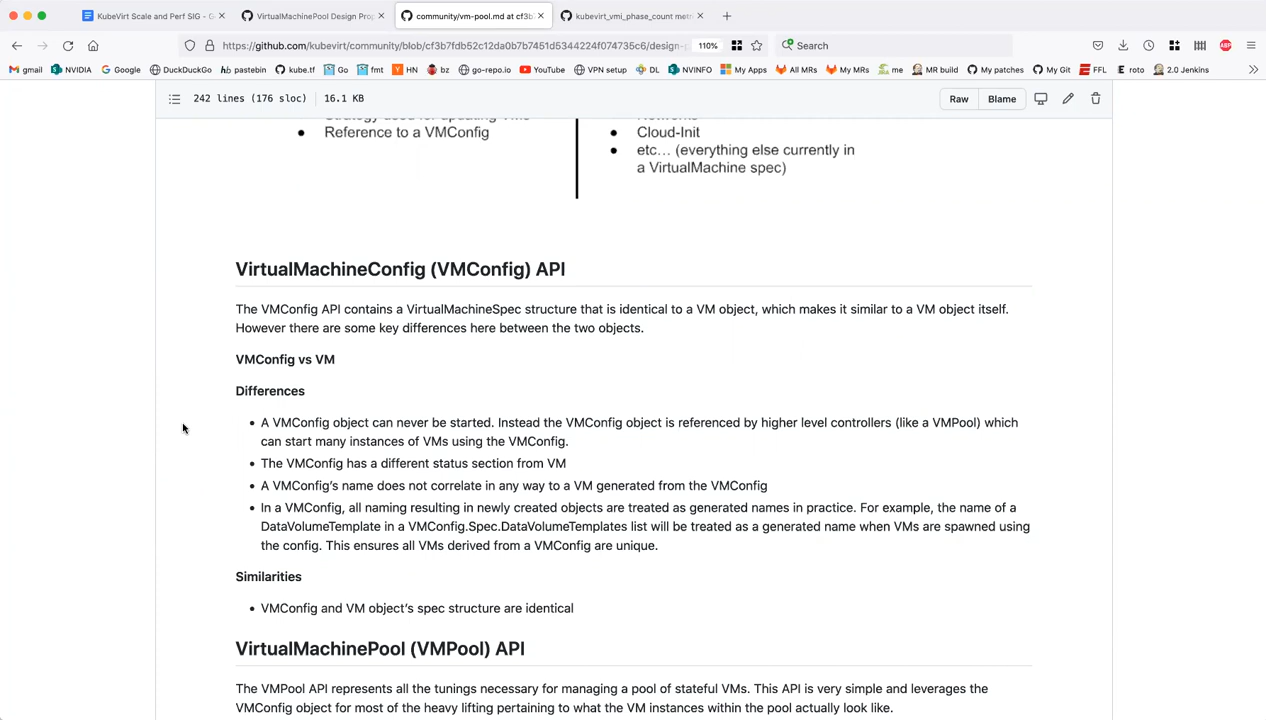 KubeVirt Scale and Perf SIG - G
VirtualMachinePool Design Prop
community/vm-pool.md at cf3b
kubevirt_vmi_phase_count metri
https://github.com/kubevirt/community/blob/cf3b7fdb52c12da0b7b7451d5344224f074735c6/design-
110%
Search
gmail
NVIDIA
Google
DuckDuckGo
pastebin
kube.tf
Go
fmt
HN
bz
go-repo.io
YouTube
VPN setup
DL
NVINFO
My Apps
All MRs
My MRs
me
MR build
My patches
My Git
FFL
roto
2.0 Jenkins
242 lines (176 sloc)
16.1 KB
Raw
Blame
Strategy used for updating VMs
Reference to a VMConfig
Networks
Cloud-Init
etc… (everything else currently in
a VirtualMachine spec)
VirtualMachineConfig (VMConfig) API
The VMConfig API contains a VirtualMachineSpec structure that is identical to a VM object, which makes it similar to a VM object itself.
However there are some key differences here between the two objects.
VMConfig vs VM
Differences
A VMConfig object can never be started. Instead the VMConfig object is referenced by higher level controllers (like a VMPool) which
can start many instances of VMs using the VMConfig.
The VMConfig has a different status section from VM
A VMConfig's name does not correlate in any way to a VM generated from the VMConfig
In a VMConfig, all naming resulting in newly created objects are treated as generated names in practice. For example, the name of a
DataVolumeTemplate in a VMConfig.Spec.DataVolumeTemplates list will be treated as a generated name when VMs are spawned using
the config. This ensures all VMs derived from a VMConfig are unique.
Similarities
VMConfig and VM object's spec structure are identical
VirtualMachinePool (VMPool) API
The VMPool API represents all the tunings necessary for managing a pool of stateful VMs. This API is very simple and leverages the
VMConfig object for most of the heavy lifting pertaining to what the VM instances within the pool actually look like.